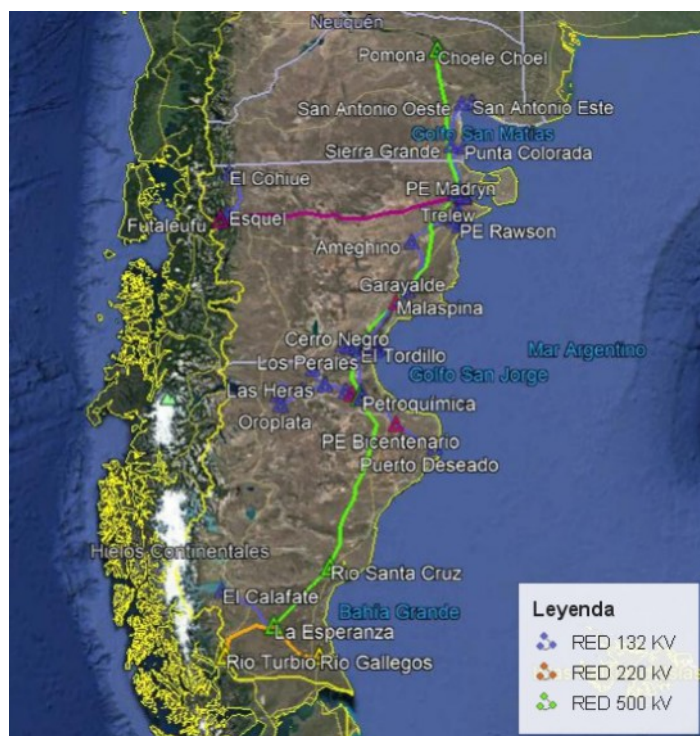 Neuquén
Pomona Choele Choel
San Antonio Oeste San Antonio Este
Golfo San Matías
Sierra Grande Punta Colorada
El Cohiue
PE Madryn
Futaleufu Esquel
Trelew
PE Rawson
Ameghino
Garayalde
Malaspina
Cerro Negro
El Tordillo
Mar Argentino
Los Perales
Golfo San Jorge
Las Heras
Petroquímica
Oroplata
PE Bicentenario
Puerto Deseado
Hielos Continentales
Rio Santa Cruz
El Calafate
Bahía Grande
La Esperanza
Rio Turbio Rio Gallegos
Leyenda
RED 132 KV
RED 220 kV
RED 500 kV